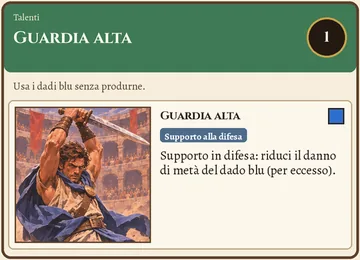 Talenti
Guardia alta
1
Usa i dadi blu senza produrne.
Guardia alta
Supporto alla difesa
Supporto in difesa: riduci il danno
di metà del dado blu (per eccesso).